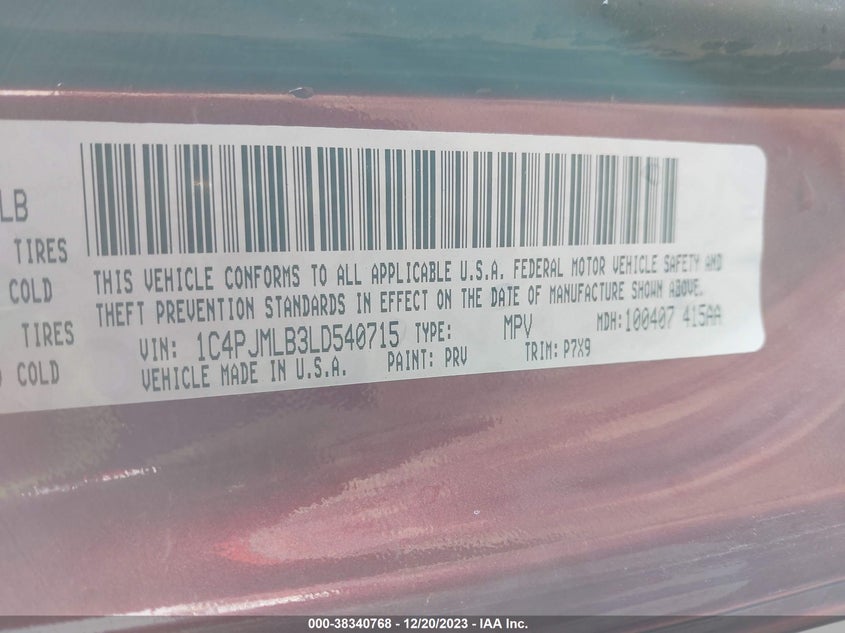 LB
TIRES
COLD
TIRES
COLD
THIS VEHICLE CONFORMS TO ALL APPLICABLE U.S.A. FEDERAL MOTOR VEHICLE SAFETY AND
THEFT PREVENTION STANDARDS IN EFFECT ON THE DATE OF MANUFACTURE SHOWN ABOVE.
VIN: 1C4PJMLB3LD540715 TYPE: MPV MDH:100407 415AA
VEHICLE MADE IN U.S.A. PAINT: PRV TRIM: P7X9
000-38340768 - 12/20/2023 - IAA Inc.